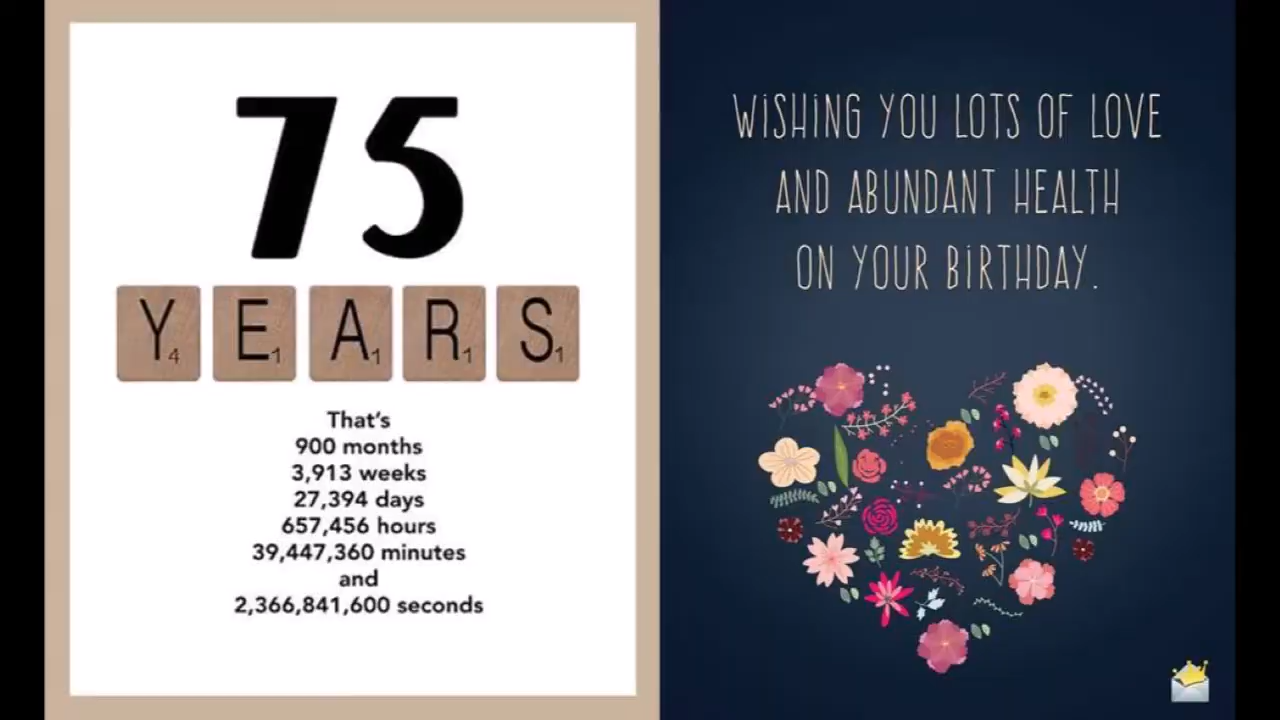 75
YEARS
That's
900 months
3,913 weeks
27,394 days
657,456 hours
39,447,360 minutes
and
2,366,841,600 seconds
WiSHiNG YOU LOTS OF LOVE
AND ABUNDANT HEALTH
ON YOUR BiRTHDAY.